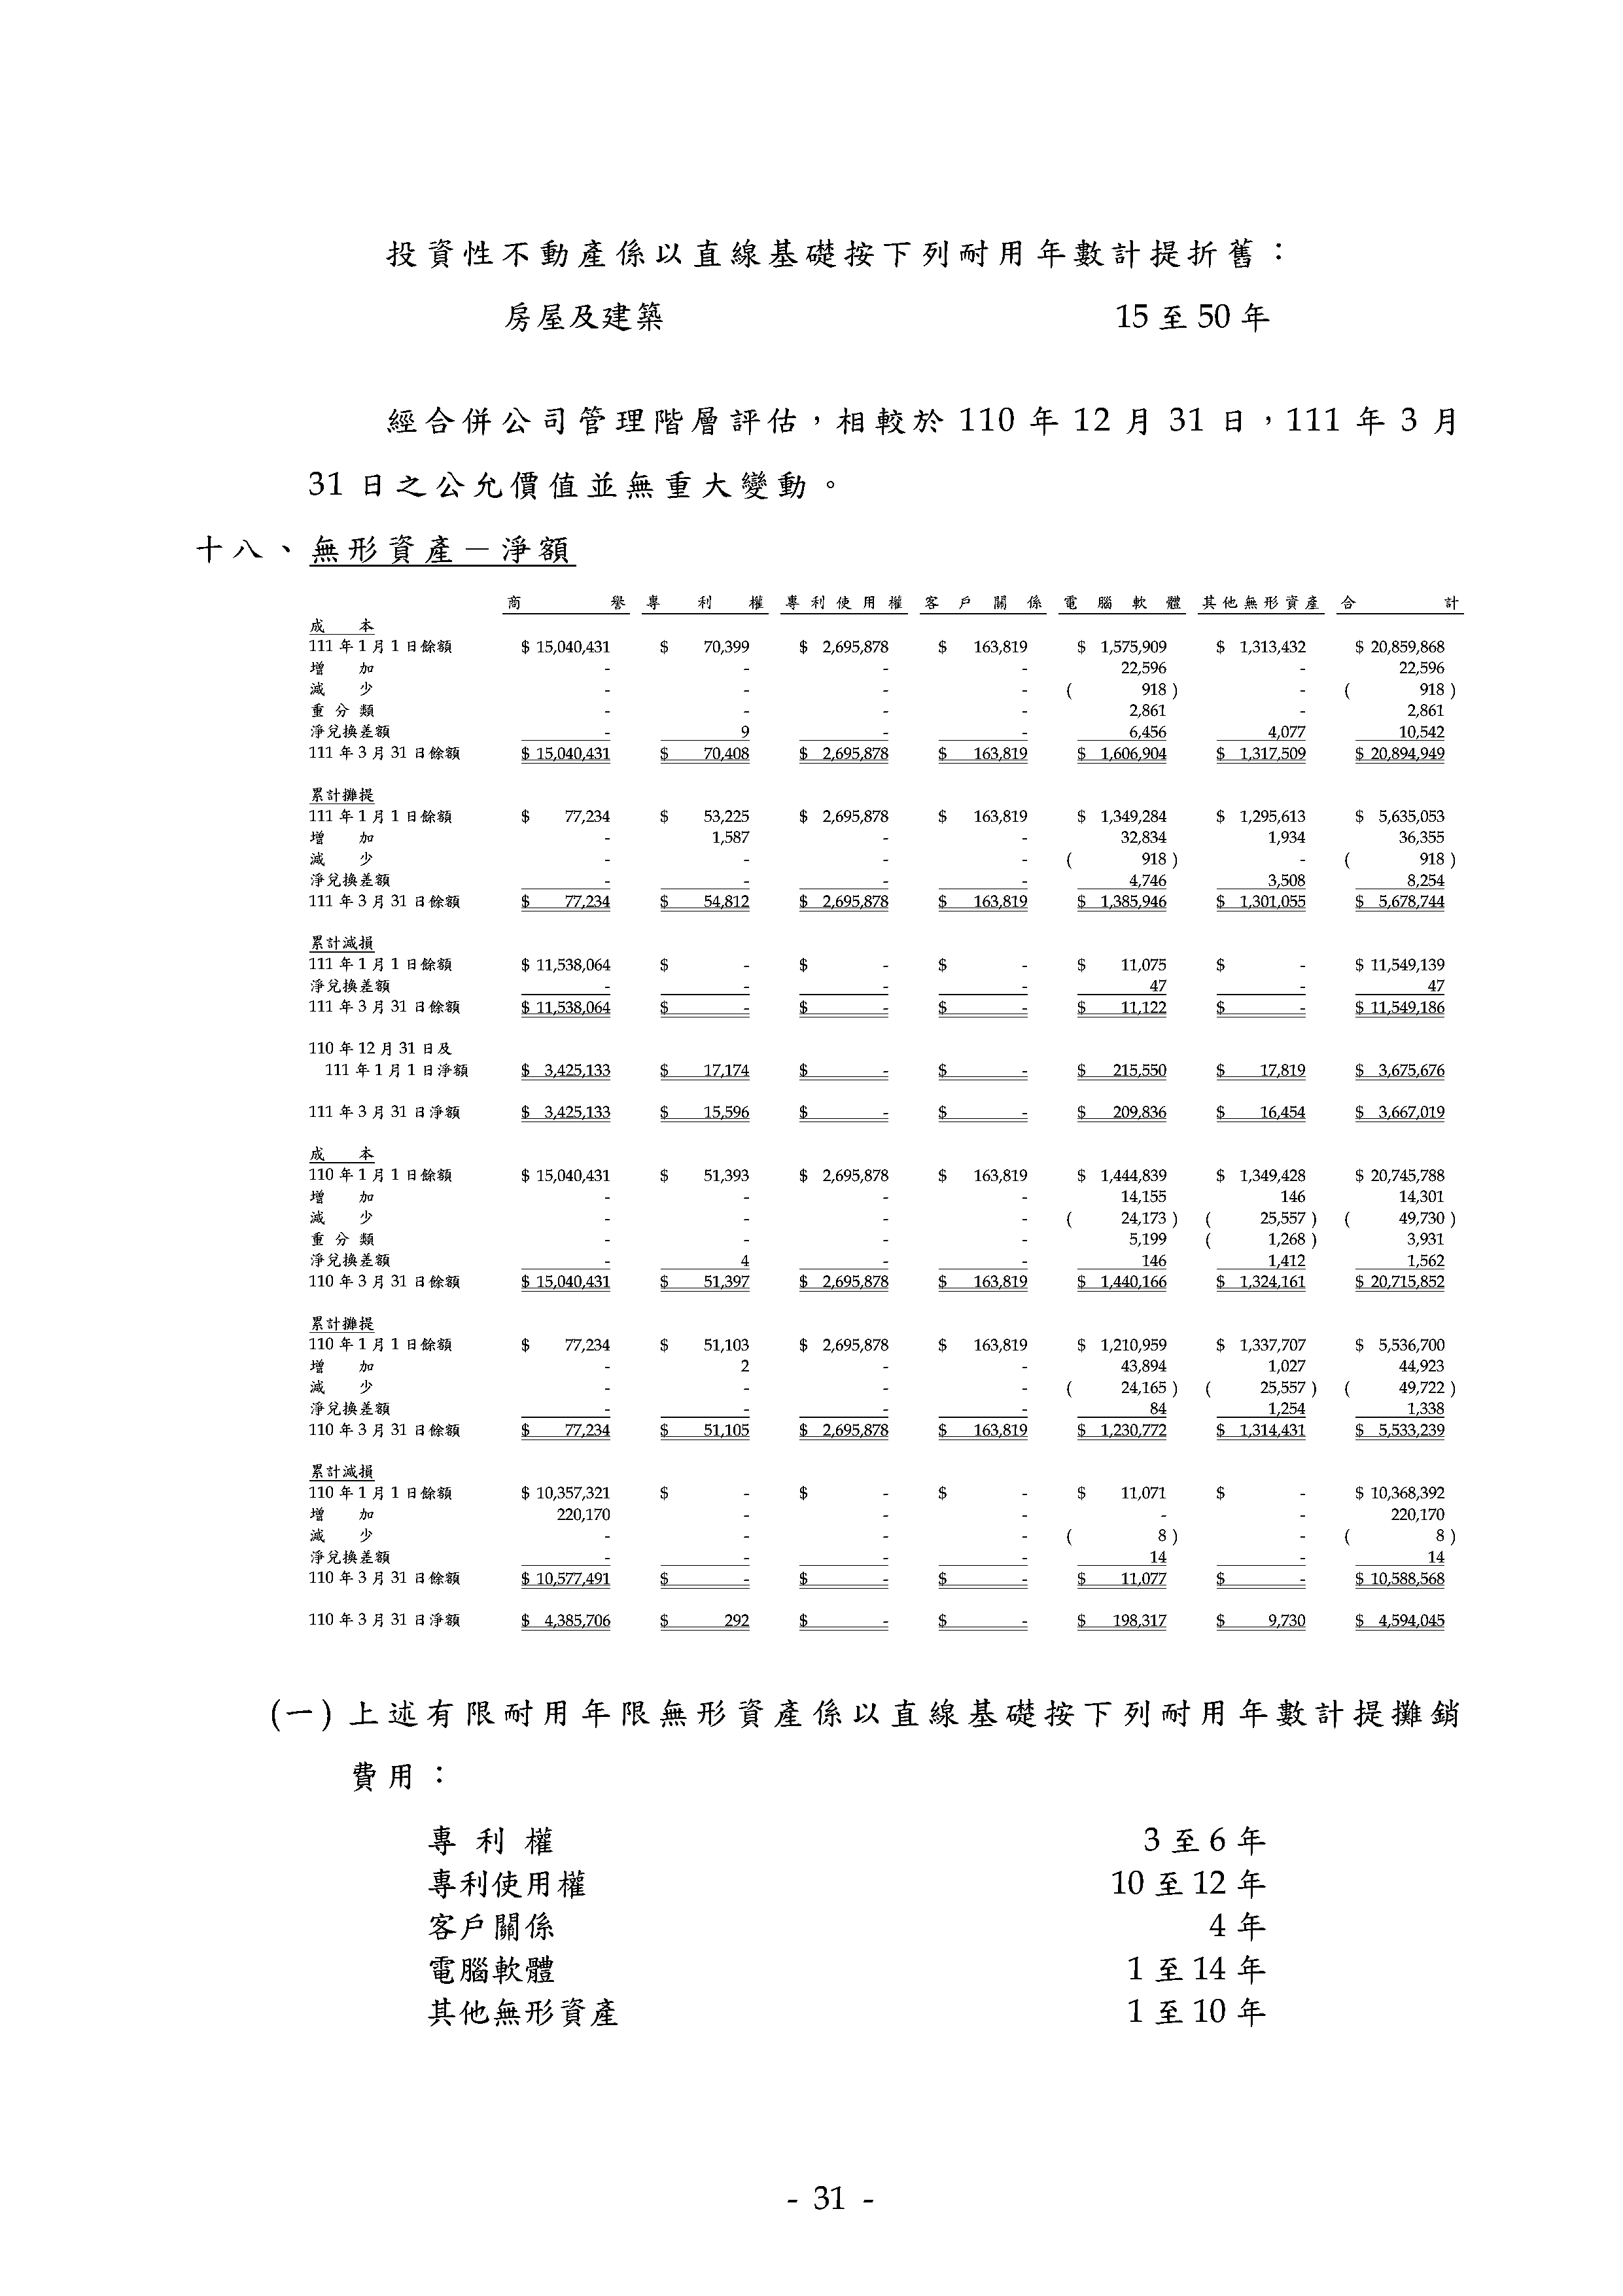 投資性不動產係以直線基礎按下列耐用年數計提折舊：
房屋及建築 15 至 50 年
經合併公司管理階層評估，相較於 110 年 12 月 31 日，111 年 3 月
31 日之公允價值並無重大變動。
十八、無形資產－淨額
商譽 專利權 專利使用權 客戶關係 電腦軟體 其他無形資產 合計
成本
111 年 1 月 1 日餘額 $ 15,040,431 $ 70,399 $ 2,695,878 $ 163,819 $ 1,575,909 $ 1,313,432 $ 20,859,868
增加 - - - - 22,596 - 22,596
減少 - - - - ( 918 ) - ( 918 )
重分類 - - - - 2,861 - 2,861
淨兌換差額 - 9 - - 6,456 4,077 10,542
111 年 3 月 31 日餘額 $ 15,040,431 $ 70,408 $ 2,695,878 $ 163,819 $ 1,606,904 $ 1,317,509 $ 20,894,949
累計攤提
111 年 1 月 1 日餘額 $ 77,234 $ 53,225 $ 2,695,878 $ 163,819 $ 1,349,284 $ 1,295,613 $ 5,635,053
增加 - 1,587 - - 32,834 1,934 36,355
減少 - - - - ( 918 ) - ( 918 )
淨兌換差額 - - - - 4,746 3,508 8,254
111 年 3 月 31 日餘額 $ 77,234 $ 54,812 $ 2,695,878 $ 163,819 $ 1,385,946 $ 1,301,055 $ 5,678,744
累計減損
111 年 1 月 1 日餘額 $ 11,538,064 $ - $ - $ - $ 11,075 $ - $ 11,549,139
淨兌換差額 - - - - 47 - 47
111 年 3 月 31 日餘額 $ 11,538,064 $ - $ - $ - $ 11,122 $ - $ 11,549,186
110 年 12 月 31 日及
111 年 1 月 1 日淨額 $ 3,425,133 $ 17,174 $ - $ - $ 215,550 $ 17,819 $ 3,675,676
111 年 3 月 31 日淨額 $ 3,425,133 $ 15,596 $ - $ - $ 209,836 $ 16,454 $ 3,667,019
成本
110 年 1 月 1 日餘額 $ 15,040,431 $ 51,393 $ 2,695,878 $ 163,819 $ 1,444,839 $ 1,349,428 $ 20,745,788
增加 - - - - 14,155 146 14,301
減少 - - - - ( 24,173 ) ( 25,557 ) ( 49,730 )
重分類 - - - - 5,199 ( 1,268 ) 3,931
淨兌換差額 - 4 - - 146 1,412 1,562
110 年 3 月 31 日餘額 $ 15,040,431 $ 51,397 $ 2,695,878 $ 163,819 $ 1,440,166 $ 1,324,161 $ 20,715,852
累計攤提
110 年 1 月 1 日餘額 $ 77,234 $ 51,103 $ 2,695,878 $ 163,819 $ 1,210,959 $ 1,337,707 $ 5,536,700
增加 - 2 - - 43,894 1,027 44,923
減少 - - - - ( 24,165 ) ( 25,557 ) ( 49,722 )
淨兌換差額 - - - - 84 1,254 1,338
110 年 3 月 31 日餘額 $ 77,234 $ 51,105 $ 2,695,878 $ 163,819 $ 1,230,772 $ 1,314,431 $ 5,533,239
累計減損
110 年 1 月 1 日餘額 $ 10,357,321 $ - $ - $ - $ 11,071 $ - $ 10,368,392
增加 220,170 - - - - - 220,170
減少 - - - - ( 8 ) - ( 8 )
淨兌換差額 - - - - 14 - 14
110 年 3 月 31 日餘額 $ 10,577,491 $ - $ - $ - $ 11,077 $ - $ 10,588,568
110 年 3 月 31 日淨額 $ 4,385,706 $ 292 $ - $ - $ 198,317 $ 9,730 $ 4,594,045
(一) 上述有限耐用年限無形資產係以直線基礎按下列耐用年數計提攤銷
費用：
專利權 3 至 6 年
專利使用權 10 至 12 年
客戶關係 4 年
電腦軟體 1 至 14 年
其他無形資產 1 至 10 年
- 31 -